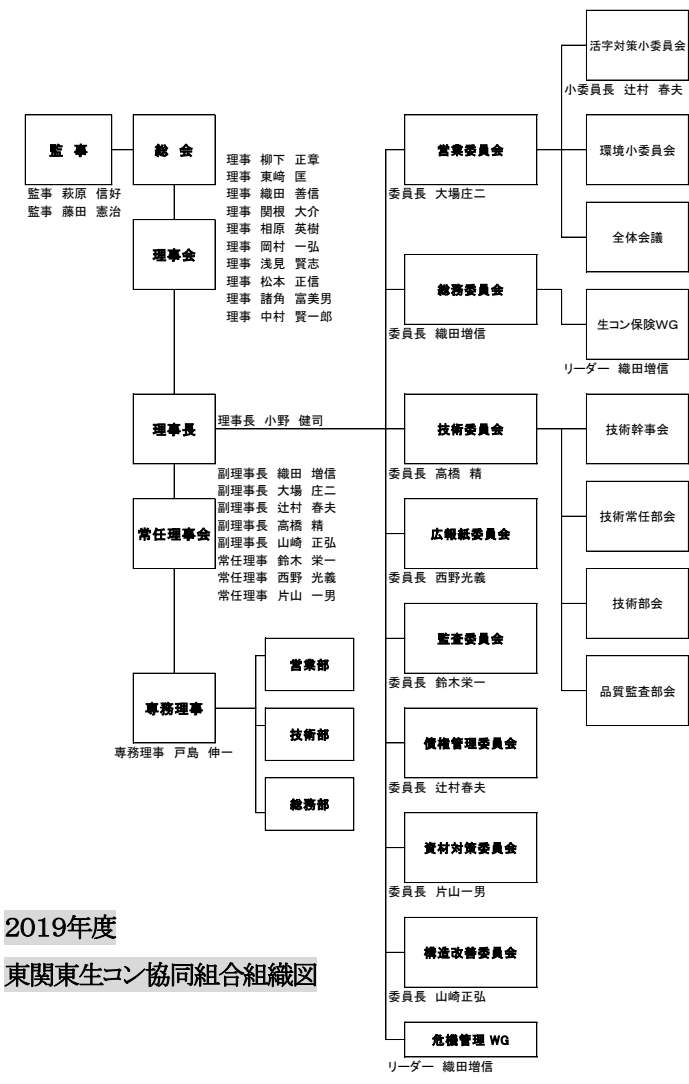 監 事
監事 萩原 信好
監事 藤田 憲治
総 会
理事会
理事 柳下 正章
理事 東﨑 匡
理事 織田 善信
理事 関根 大介
理事 相原 英樹
理事 岡村 一弘
理事 浅見 賢志
理事 松本 正信
理事 諸角 富美男
理事 中村 賢一郎
理事長
理事長 小野 健司
常任理事会
副理事長 織田 増信
副理事長 大場 庄二
副理事長 辻村 春夫
副理事長 高橋 精
副理事長 山崎 正弘
常任理事 鈴木 栄一
常任理事 西野 光義
常任理事 片山 一男
専務理事
専務理事 戸島 伸一
営業部
技術部
総務部
営業委員会
委員長 大場庄二
総務委員会
委員長 織田増信
技術委員会
委員長 高橋 精
広報紙委員会
委員長 西野光義
監査委員会
委員長 鈴木栄一
債権管理委員会
委員長 辻村春夫
資材対策委員会
委員長 片山一男
構造改善委員会
委員長 山崎正弘
危機管理 WG
リーダー 織田増信
活字対策小委員会
小委員長 辻村 春夫
環境小委員会
全体会議
生コン保険WG
リーダー 織田増信
技術幹事会
技術常任部会
技術部会
品質監査部会
2019年度
東関東生コン協同組合組織図